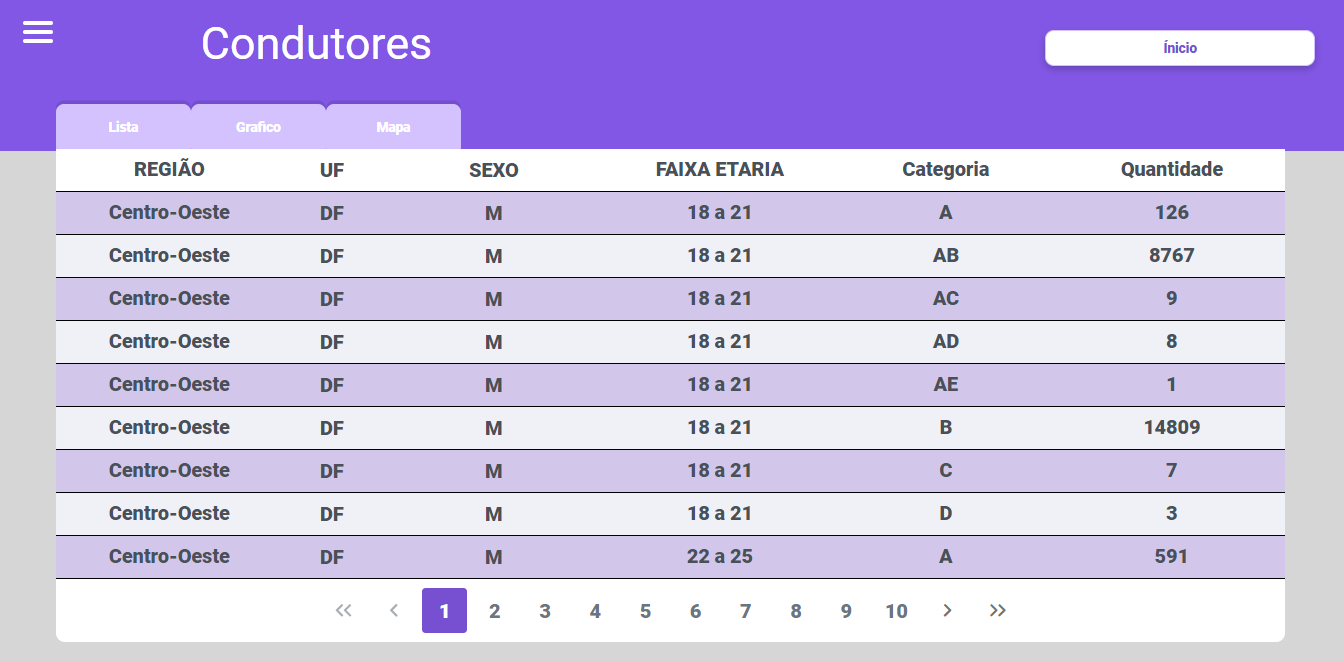 Condutores
Ínicio
Lista Grafico Mapa
REGIÃO UF SEXO FAIXA ETARIA Categoria Quantidade
Centro-Oeste DF M 18 a 21 A 126
Centro-Oeste DF M 18 a 21 AB 8767
Centro-Oeste DF M 18 a 21 AC 9
Centro-Oeste DF M 18 a 21 AD 8
Centro-Oeste DF M 18 a 21 AE 1
Centro-Oeste DF M 18 a 21 B 14809
Centro-Oeste DF M 18 a 21 C 7
Centro-Oeste DF M 18 a 21 D 3
Centro-Oeste DF M 22 a 25 A 591
<< < 1 2 3 4 5 6 7 8 9 10 > >>